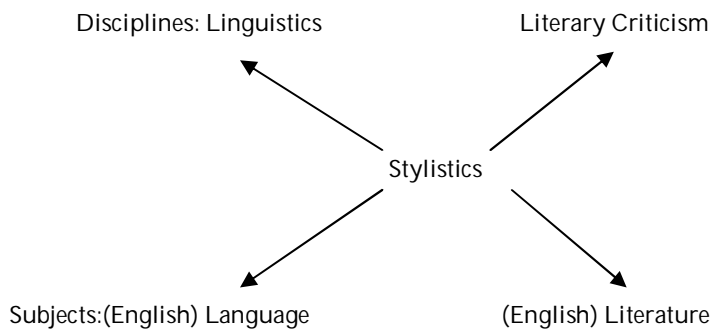 Disciplines: Linguistics
Literary Criticism
Stylistics
Subjects:(English) Language
(English) Literature